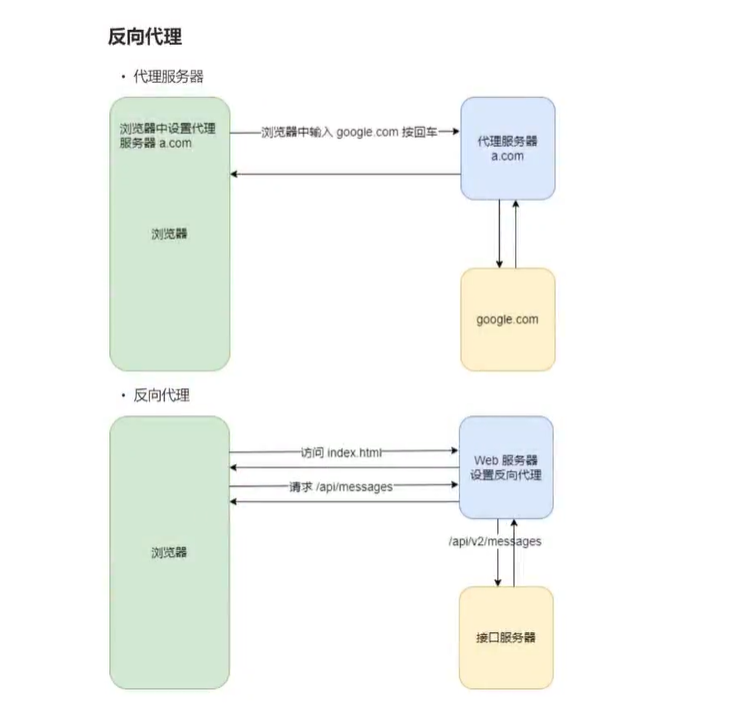 反向代理
• 代理服务器
浏览器中设置代理
服务器 a.com
浏览器中输入 google.com 按回车
代理服务器
a.com
浏览器
google.com
• 反向代理
访问 index.html
Web 服务器
设置反向代理
请求 /api/messages
/api/v2/messages
浏览器
接口服务器